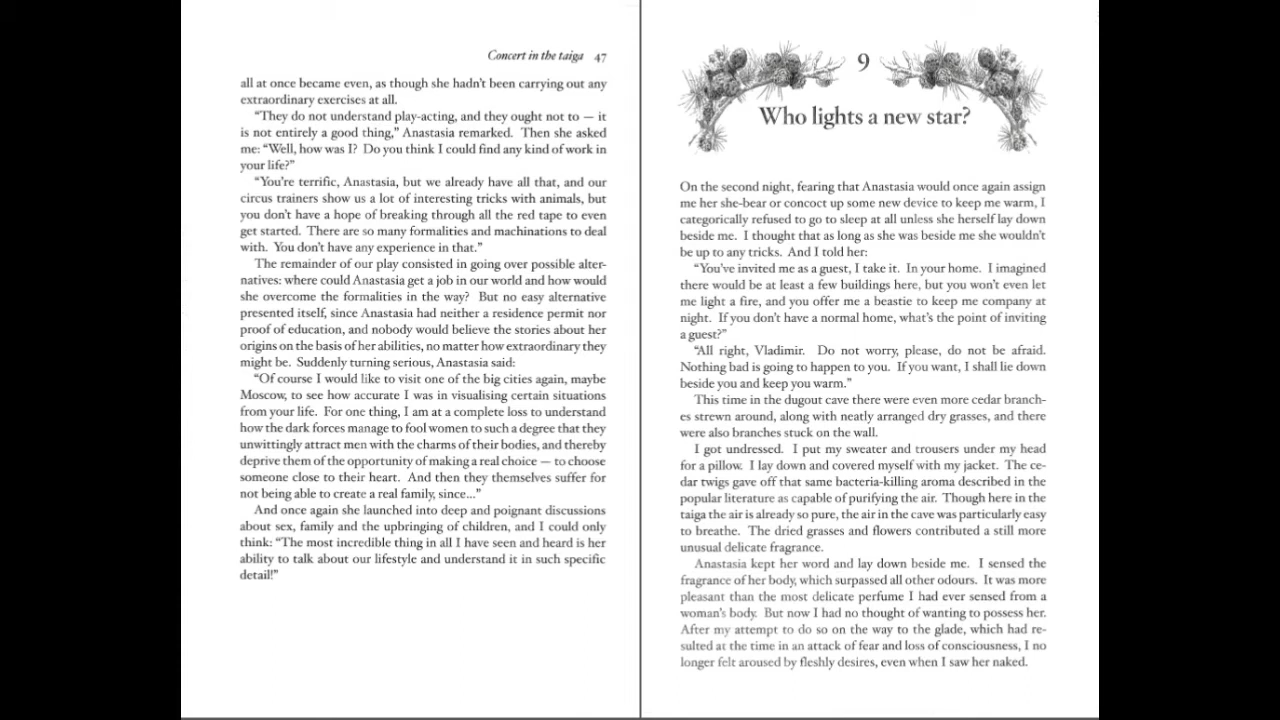 Concert in the taiga 47
all at once became even, as though she hadn't been carrying out any
extraordinary exercises at all.
“They do not understand play-acting, and they ought not to — it
is not entirely a good thing,” Anastasia remarked. Then she asked
me: “Well, how was I? Do you think I could find any kind of work in
your life?”
“You're terrific, Anastasia, but we already have all that, and our
circus trainers show us a lot of interesting tricks with animals, but
you don't have a hope of breaking through all the red tape to even
get started. There are so many formalities and machinations to deal
with. You don't have any experience in that.”
The remainder of our play consisted in going over possible alter-
natives: where could Anastasia get a job in our world and how would
she overcome the formalities in the way? But no easy alternative
presented itself, since Anastasia had neither a residence permit nor
proof of education, and nobody would believe the stories about her
origins on the basis of her abilities, no matter how extraordinary they
might be. Suddenly turning serious, Anastasia said:
“Of course I would like to visit one of the big cities again, maybe
Moscow, to see how accurate I was in visualising certain situations
from your life. For one thing, I am at a complete loss to understand
how the dark forces manage to fool women to such a degree that they
unwittingly attract men with the charms of their bodies, and thereby
deprive them of the opportunity of making a real choice — to choose
someone close to their heart. And then they themselves suffer for
not being able to create a real family, since...”
And once again she launched into deep and poignant discussions
about sex, family and the upbringing of children, and I could only
think: “The most incredible thing in all I have seen and heard is her
ability to talk about our lifestyle and understand it in such specific
detail!”
9
Who lights a new star?
On the second night, fearing that Anastasia would once again assign
me her she-bear or concoct up some new device to keep me warm, I
categorically refused to go to sleep at all unless she herself lay down
beside me. I thought that as long as she was beside me she wouldn't
be up to any tricks. And I told her:
“You've invited me as a guest, I take it. In your home. I imagined
there would be at least a few buildings here, but you won't even let
me light a fire, and you offer me a beastie to keep me company at
night. If you don't have a normal home, what's the point of inviting
a guest?”
“All right, Vladimir. Do not worry, please, do not be afraid.
Nothing bad is going to happen to you. If you want, I shall lie down
beside you and keep you warm.”
This time in the dugout cave there were even more cedar branch-
es strewn around, along with neatly arranged dry grasses, and there
were also branches stuck on the wall.
I got undressed. I put my sweater and trousers under my head
for a pillow. I lay down and covered myself with my jacket. The ce-
dar twigs gave off that same bacteria-killing aroma described in the
popular literature as capable of purifying the air. Though here in the
taiga the air is already so pure, the air in the cave was particularly easy
to breathe. The dried grasses and flowers contributed a still more
unusual delicate fragrance.
Anastasia kept her word and lay down beside me. I sensed the
fragrance of her body, which surpassed all other odours. It was more
pleasant than the most delicate perfume I had ever sensed from a
woman's body. But now I had no thought of wanting to possess her.
After my attempt to do so on the way to the glade, which had re-
sulted at the time in an attack of fear and loss of consciousness, I no
longer felt aroused by fleshly desires, even when I saw her naked.